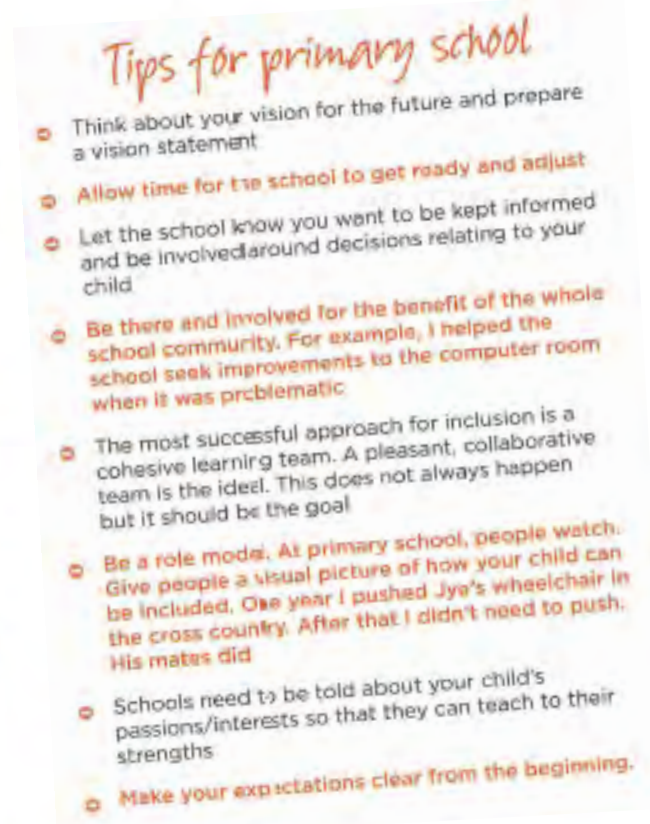 Tips for primary school
Think about your vision for the future and prepare
a vision statement
Allow time for the school to get ready and adjust
Let the school know you want to be kept informed
and be involved around decisions relating to your
child
Be there and involved for the benefit of the whole
school community. For example, I helped the
school seek improvements to the computer room
when it was problematic
The most successful approach for inclusion is a
cohesive learning team. A pleasant, collaborative
team is the ideal. This does not always happen
but it should be the goal
Be a role model. At primary school, people watch.
Give people a visual picture of how your child can
be included. One year I pushed Jye's wheelchair in
the cross country. After that I didn't need to push.
His mates did
Schools need to be told about your child's
passions/interests so that they can teach to their
strengths
Make your expectations clear from the beginning.